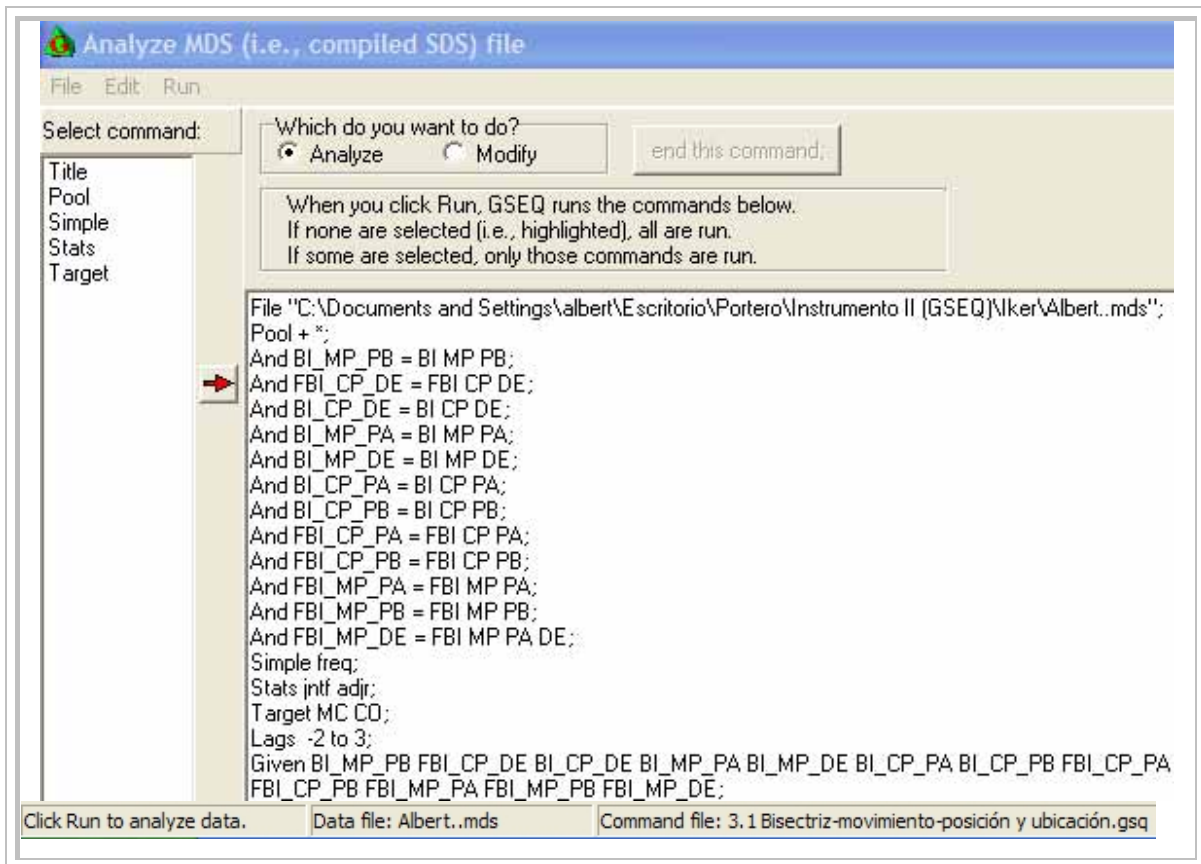 Analyze MDS (i.e., compiled SDS) file
File Edit Run
Select command:
Title
Pool
Simple
Stats
Target
Which do you want to do?
Analyze Modify
end this command;
When you click Run, GSEQ runs the commands below.
If none are selected (i.e., highlighted), all are run.
If some are selected, only those commands are run.
File "C:\Documents and Settings\albert\Escritorio\Portero\Instrumento II (GSEQ)\Iker\Albert..mds";
Pool + *;
And BI_MP_PB = BI MP PB;
And FBI_CP_DE = FBI CP DE;
And BI_CP_DE = BI CP DE;
And BI_MP_PA = BI MP PA;
And BI_MP_DE = BI MP DE;
And BI_CP_PA = BI CP PA;
And BI_CP_PB = BI CP PB;
And FBI_CP_PA = FBI CP PA;
And FBI_CP_PB = FBI CP PB;
And FBI_MP_PA = FBI MP PA;
And FBI_MP_PB = FBI MP PB;
And FBI_MP_DE = FBI MP PA DE;
Simple freq;
Stats jntf adjr;
Target MC CO;
Lags -2 to 3;
Given BI_MP_PB FBI_CP_DE BI_CP_DE BI_MP_PA BI_MP_DE BI_CP_PA BI_CP_PB FBI_CP_PA
FBI_CP_PB FBI_MP_PA FBI_MP_PB FBI_MP_DE;
Click Run to analyze data. Data file: Albert..mds Command file: 3.1 Bisectriz-movimiento-posición y ubicación.gsq